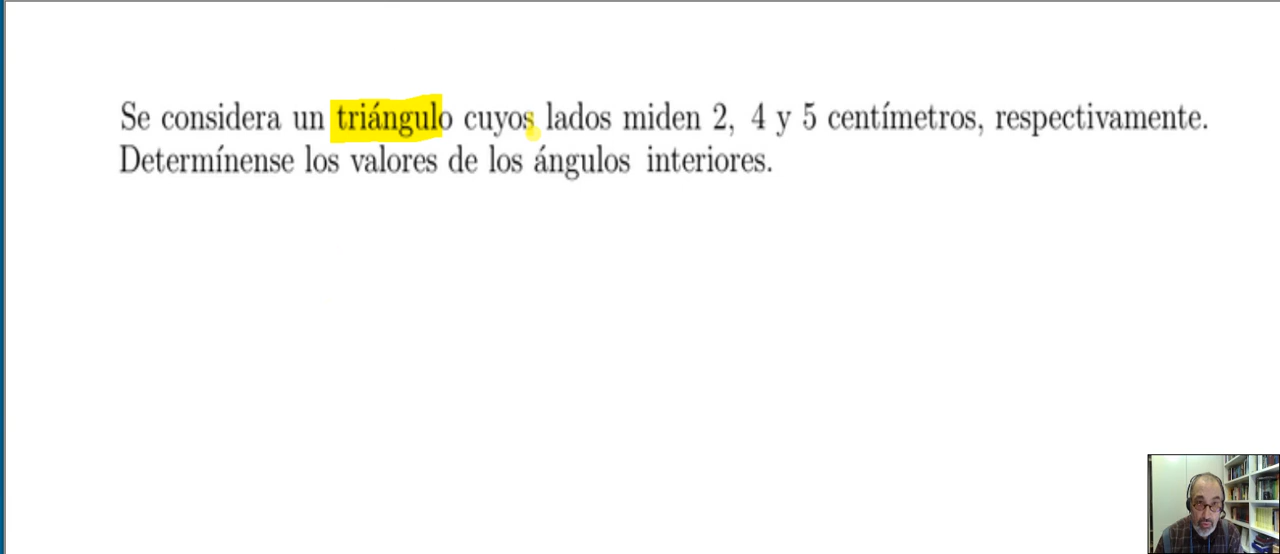 Se considera un triángulo cuyos lados miden 2, 4 y 5 centímetros, respectivamente.
Determínense los valores de los ángulos interiores.